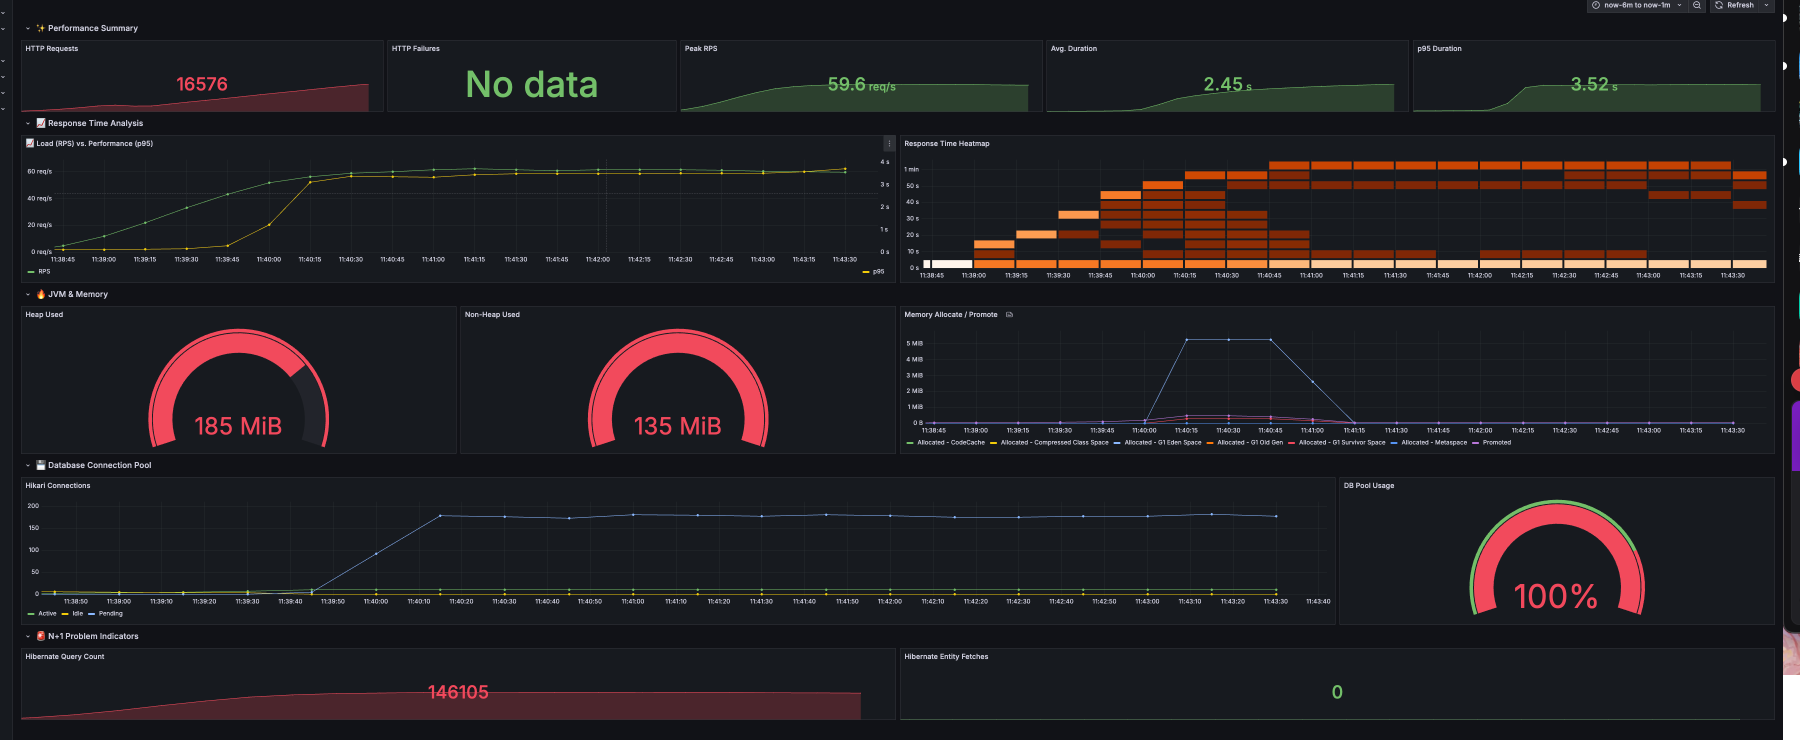 now-6m to now-1m
Refresh
✨ Performance Summary
HTTP Requests
16576
HTTP Failures
No data
Peak RPS
59.6 req/s
Avg. Duration
2.45 s
p95 Duration
3.52 s
📈 Response Time Analysis
📈 Load (RPS) vs. Performance (p95)
60 req/s
40 req/s
20 req/s
0 req/s
4 s
3 s
2 s
1 s
0 s
11:38:45 11:39:00 11:39:15 11:39:30 11:39:45 11:40:00 11:40:15 11:40:30 11:40:45 11:41:00 11:41:15 11:41:30 11:41:45 11:42:00 11:42:15 11:42:30 11:42:45 11:43:00 11:43:15 11:43:30
RPS
p95
Response Time Heatmap
1 min
50 s
40 s
30 s
20 s
10 s
0 s
11:38:45 11:39:00 11:39:15 11:39:30 11:39:45 11:40:00 11:40:15 11:40:30 11:40:45 11:41:00 11:41:15 11:41:30 11:41:45 11:42:00 11:42:15 11:42:30 11:42:45 11:43:00 11:43:15 11:43:30
🔥 JVM & Memory
Heap Used
185 MiB
Non-Heap Used
135 MiB
Memory Allocate / Promote
5 MiB
4 MiB
3 MiB
2 MiB
1 MiB
0 B
11:38:45 11:39:00 11:39:15 11:39:30 11:39:45 11:40:00 11:40:15 11:40:30 11:40:45 11:41:00 11:41:15 11:41:30 11:41:45 11:42:00 11:42:15 11:42:30 11:42:45 11:43:00 11:43:15 11:43:30
Allocated - CodeCache Allocated - Compressed Class Space Allocated - G1 Eden Space Allocated - G1 Old Gen Allocated - G1 Survivor Space Allocated - Metaspace Promoted
💾 Database Connection Pool
Hikari Connections
200
150
100
50
0
11:38:50 11:39:00 11:39:10 11:39:20 11:39:30 11:39:40 11:39:50 11:40:00 11:40:10 11:40:20 11:40:30 11:40:40 11:40:50 11:41:00 11:41:10 11:41:20 11:41:30 11:41:40 11:41:50 11:42:00 11:42:10 11:42:20 11:42:30 11:42:40 11:42:50 11:43:00 11:43:10 11:43:20 11:43:30 11:43:40
Active Idle Pending
DB Pool Usage
100%
🚨 N+1 Problem Indicators
Hibernate Query Count
146105
Hibernate Entity Fetches
0